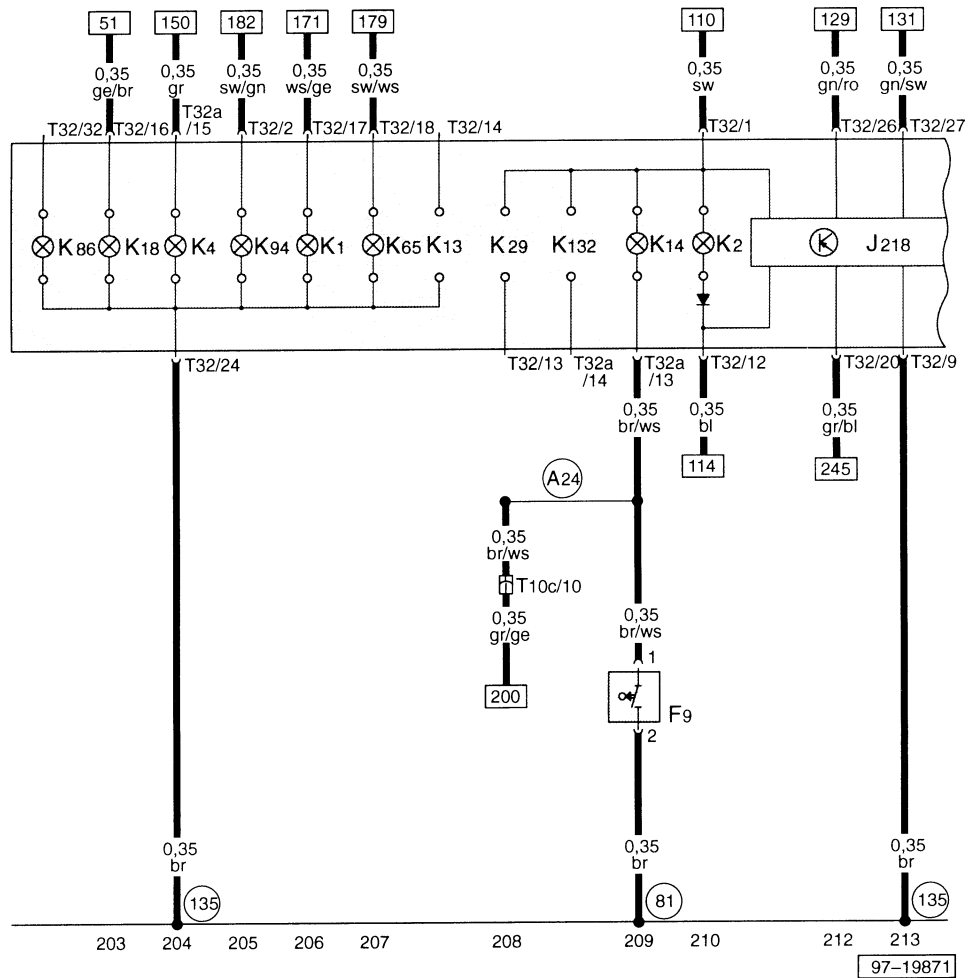 51 150 182 171 179 110 129 131
0,35 0,35 0,35 0,35 0,35 0,35 0,35 0,35
ge/br gr sw/gn ws/ge sw/ws sw gn/ro gn/sw
T32a
T32/32 T32/16 /15 T32/2 T32/17 T32/18 T32/14 T32/1 T32/26 T32/27
K86 K18 K4 K94 K1 K65 K13 K29 K132 K14 K2 K J218
T32/24 T32/13 T32a T32a T32/12 T32/20 T32/9
/14 /13
0,35 0,35 0,35
br/ws bl gr/bl
114 245
A24
0,35
br/ws
T10c/10
0,35 0,35
gr/ge br/ws
1
200
F9
2
0,35 0,35 0,35
br br br
135 81 135
203 204 205 206 207 208 209 210 212 213
97-19871